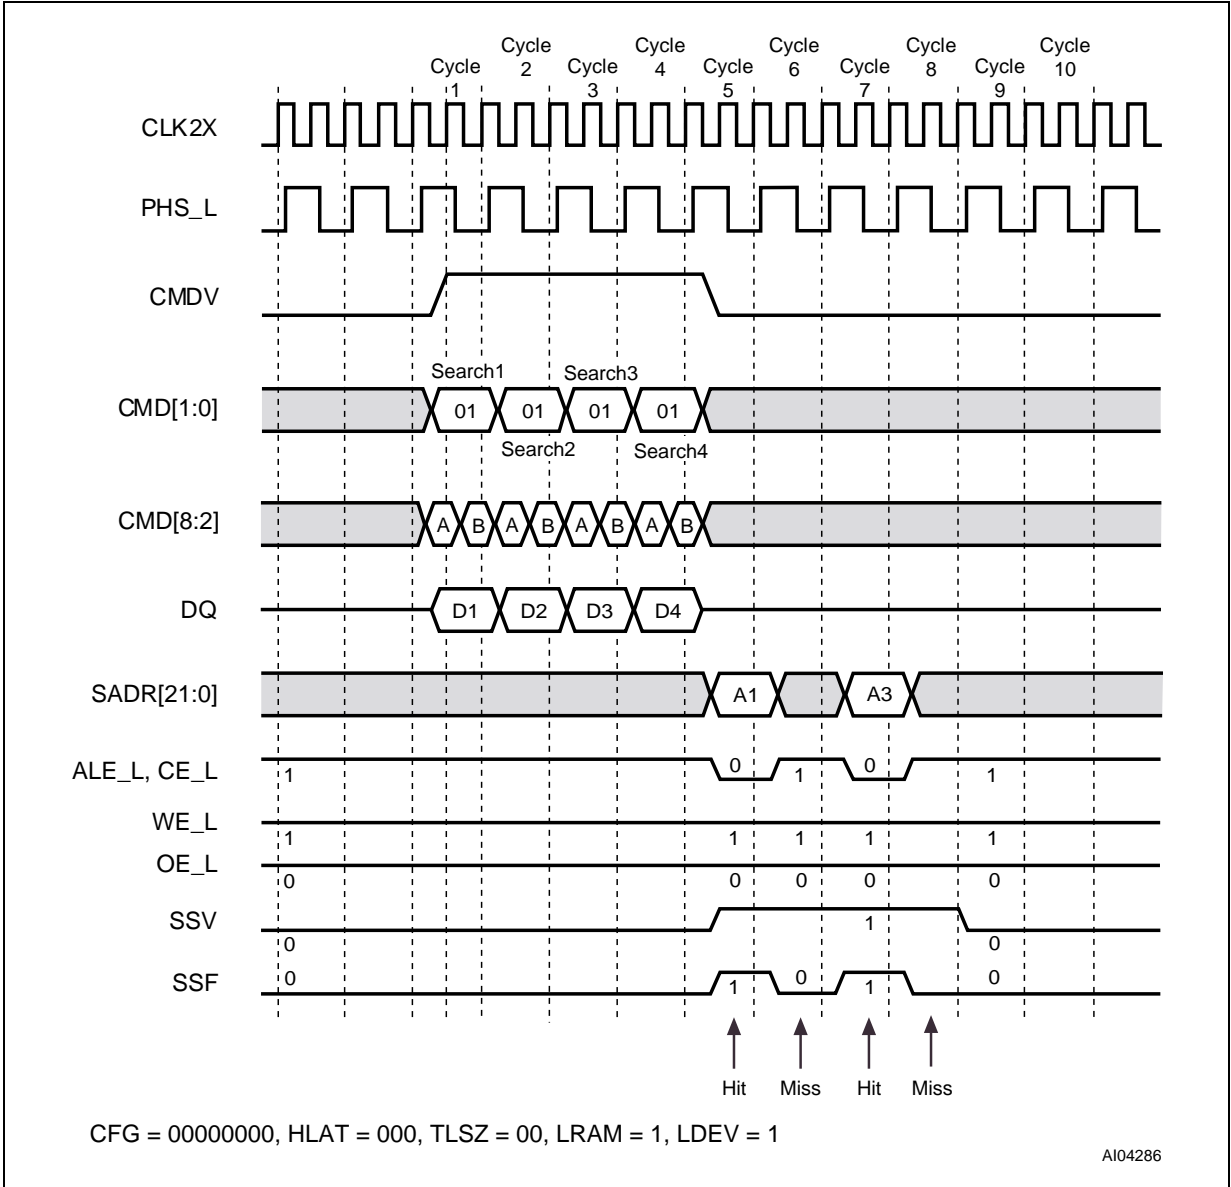 Cycle 1
Cycle 2
Cycle 3
Cycle 4
Cycle 5
Cycle 6
Cycle 7
Cycle 8
Cycle 9
Cycle 10
CLK2X
PHS_L
CMDV
Search1 Search3
CMD[1:0] 01 01 01 01
Search2 Search4
CMD[8:2] A B A B A B A B
DQ D1 D2 D3 D4
SADR[21:0] A1 A3
ALE_L, CE_L 1 0 1 0 1
WE_L
1 1 1 1 1
OE_L
0 0 0 0 0
SSV 1
0 0
SSF 0 1 0 1 0
Hit Miss Hit Miss
CFG = 00000000, HLAT = 000, TLSZ = 00, LRAM = 1, LDEV = 1
AI04286